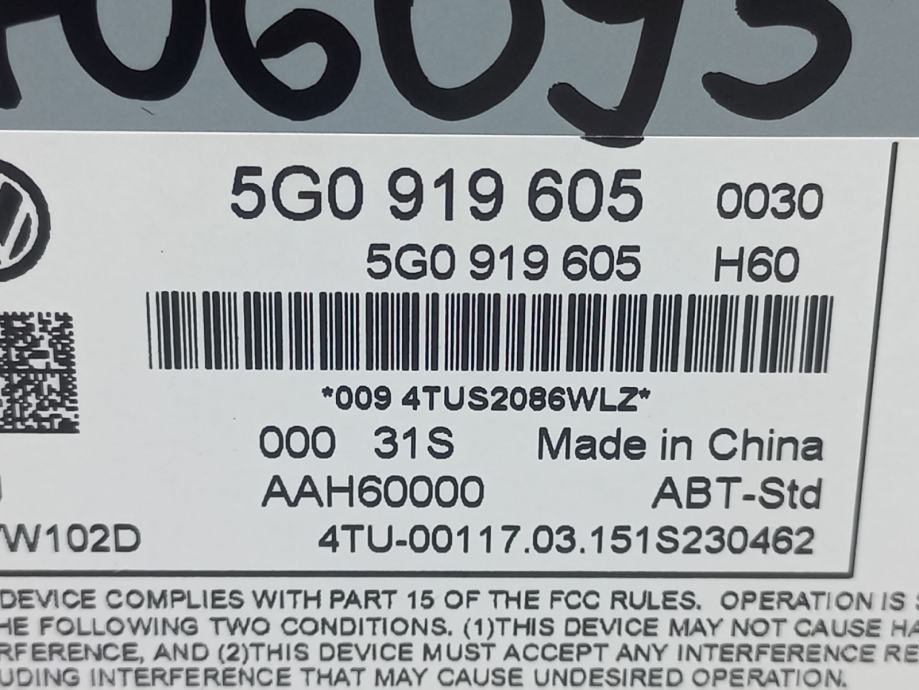 06093
5G0 919 605 0030
5G0 919 605 H60
*009 4TUS2086WLZ*
000 31S Made in China
AAH60000 ABT-Std
W102D 4TU-00117.03.151S230462
DEVICE COMPLIES WITH PART 15 OF THE FCC RULES. OPERATION IS
HE FOLLOWING TWO CONDITIONS. (1)THIS DEVICE MAY NOT CAUSE HA
RFERENCE, AND (2)THIS DEVICE MUST ACCEPT ANY INTERFERENCE RE
UDING INTERFERENCE THAT MAY CAUSE UNDESIRED OPERATION.